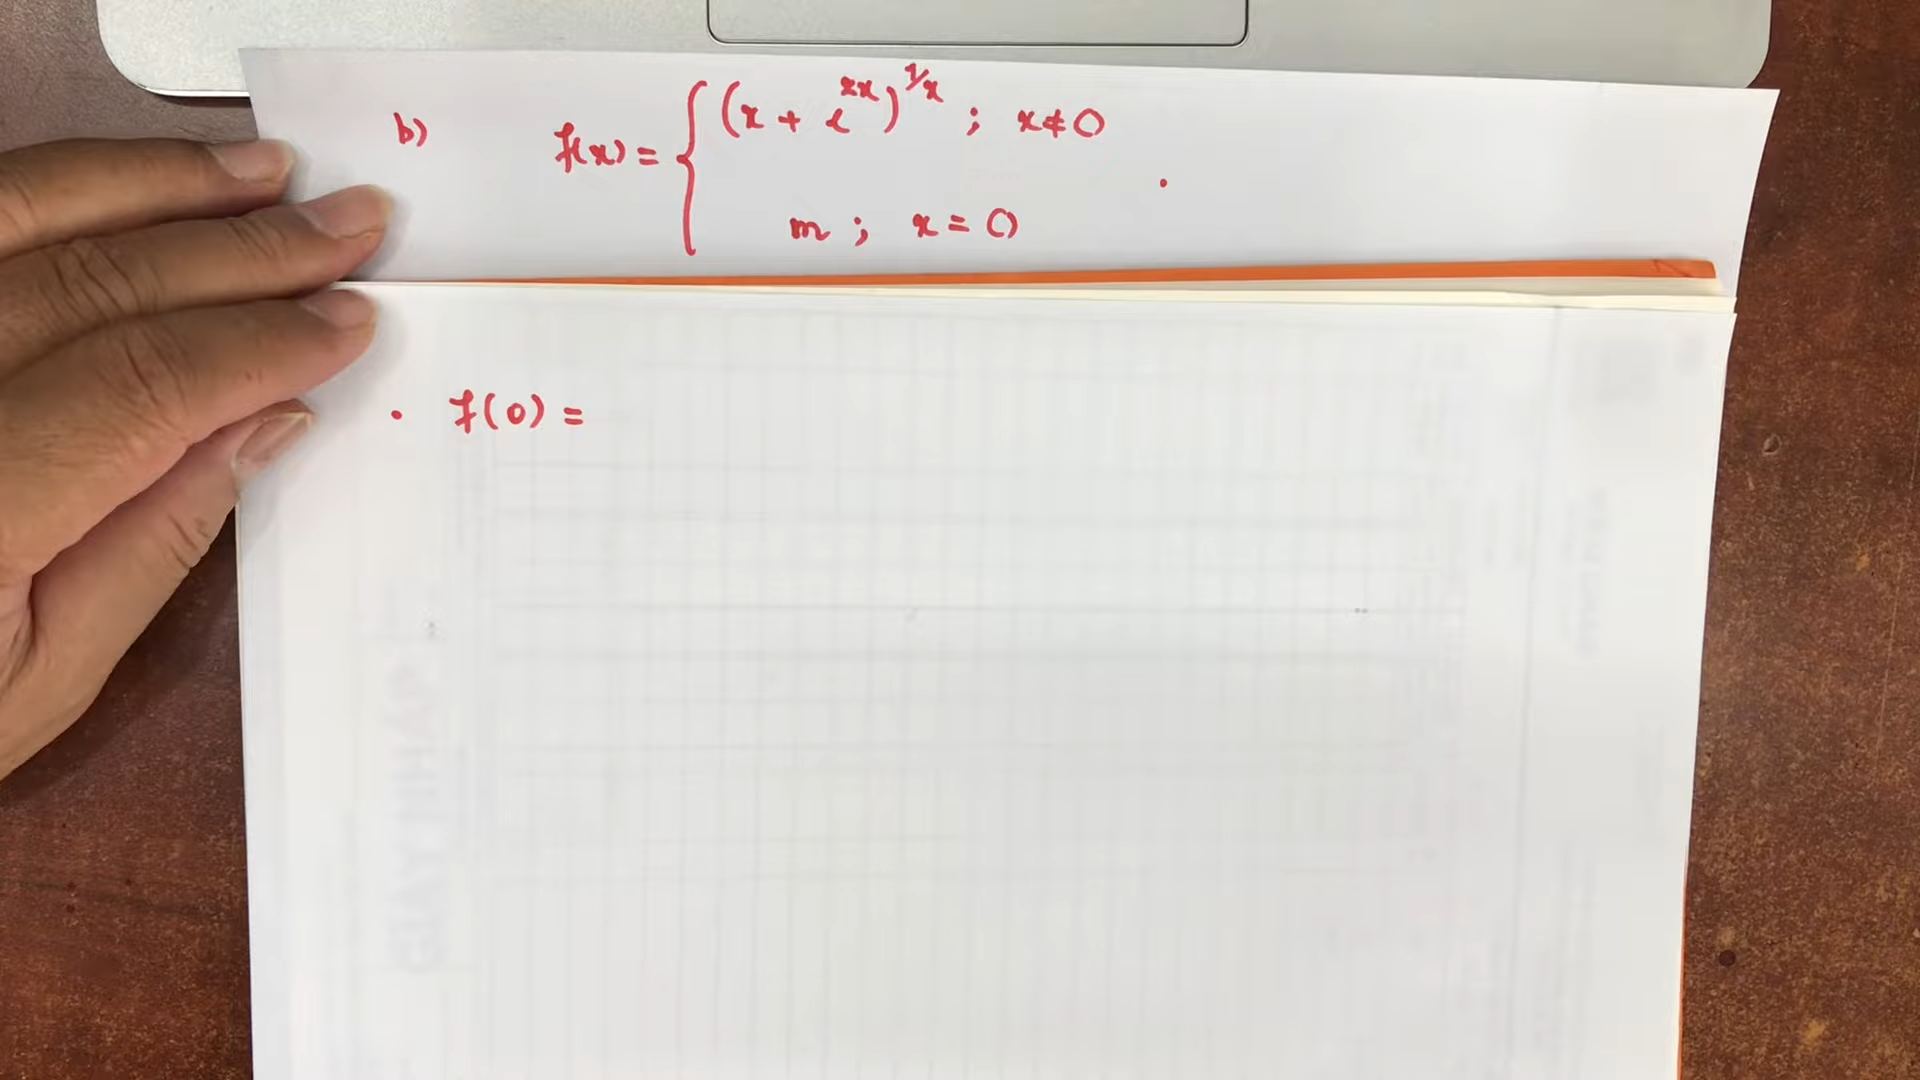 b) f(x) = { (x + e^{2x})^{1/x} ; x ≠ 0
m ; x = 0 .
. f(0) =